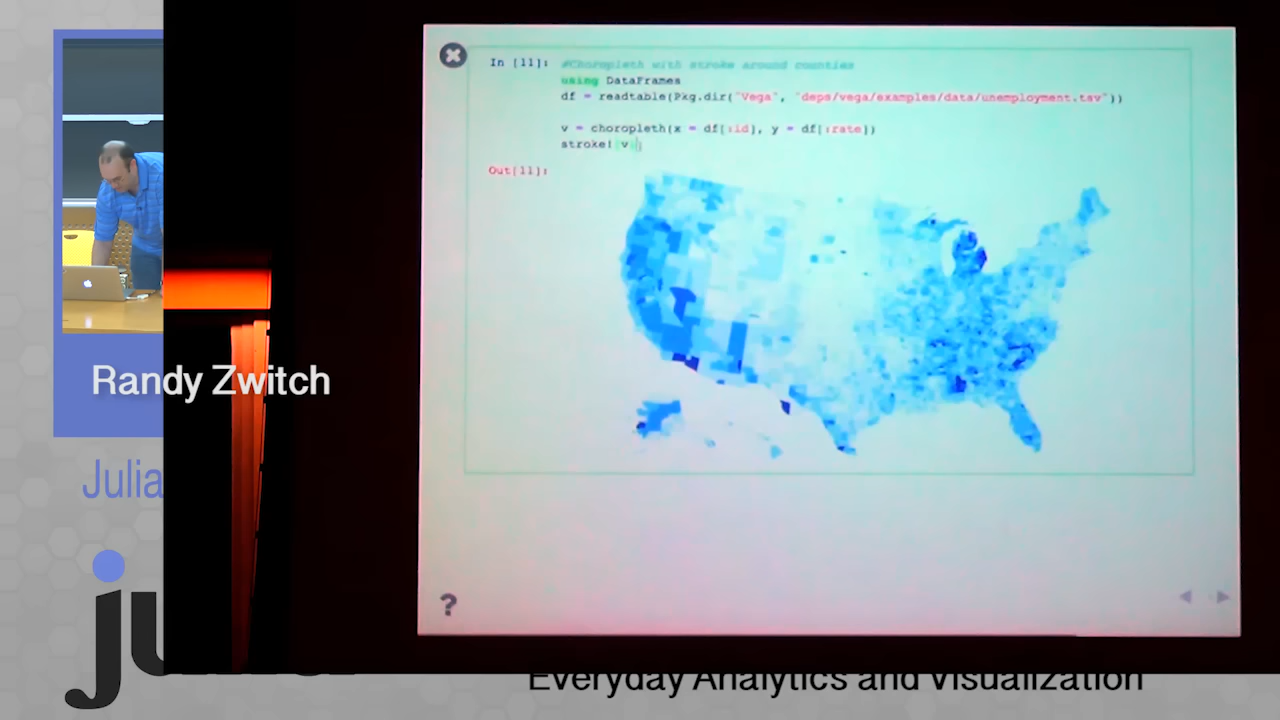 In [11]: #Choropleth with stroke around counties
using DataFrames
df = readtable(Pkg.dir("Vega", "deps/vega/examples/data/unemployment.tsv"))
v = choropleth(x = df[:id], y = df[:rate])
stroke!(v);
Out[11]:
Randy Zwitch
Julia
ju
?
Everyday Analytics and Visualization